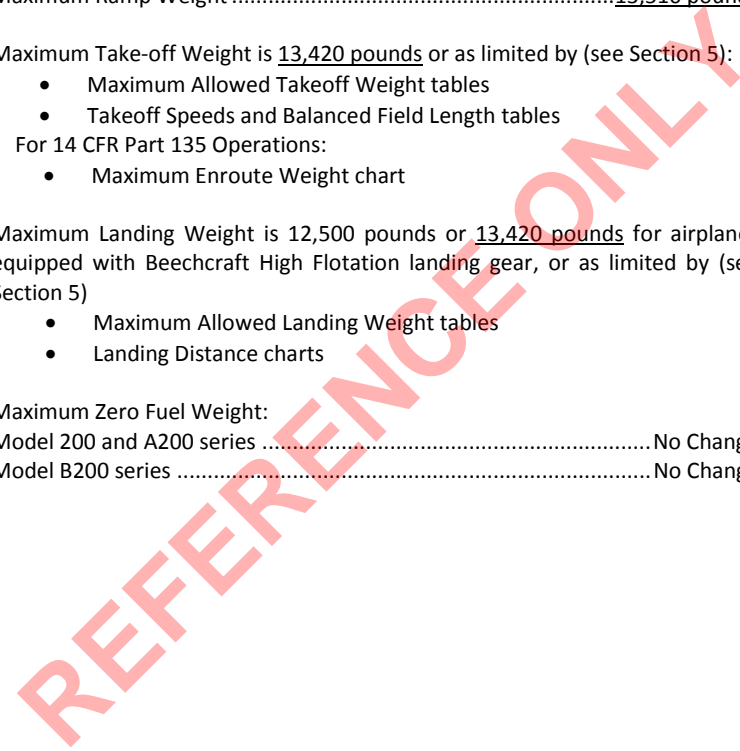 Maximum Take-off Weight is 13,420 pounds or as limited by (see Section 5):
• Maximum Allowed Takeoff Weight tables
• Takeoff Speeds and Balanced Field Length tables
For 14 CFR Part 135 Operations:
• Maximum Enroute Weight chart
Maximum Landing Weight is 12,500 pounds or 13,420 pounds for airplan
equipped with Beechcraft High Flotation landing gear, or as limited by (se
Section 5)
• Maximum Allowed Landing Weight tables
• Landing Distance charts
Maximum Zero Fuel Weight:
Model 200 and A200 series ................................................................. No Chang
Model B200 series ............................................................................... No Chang
REFERENCE ONLY